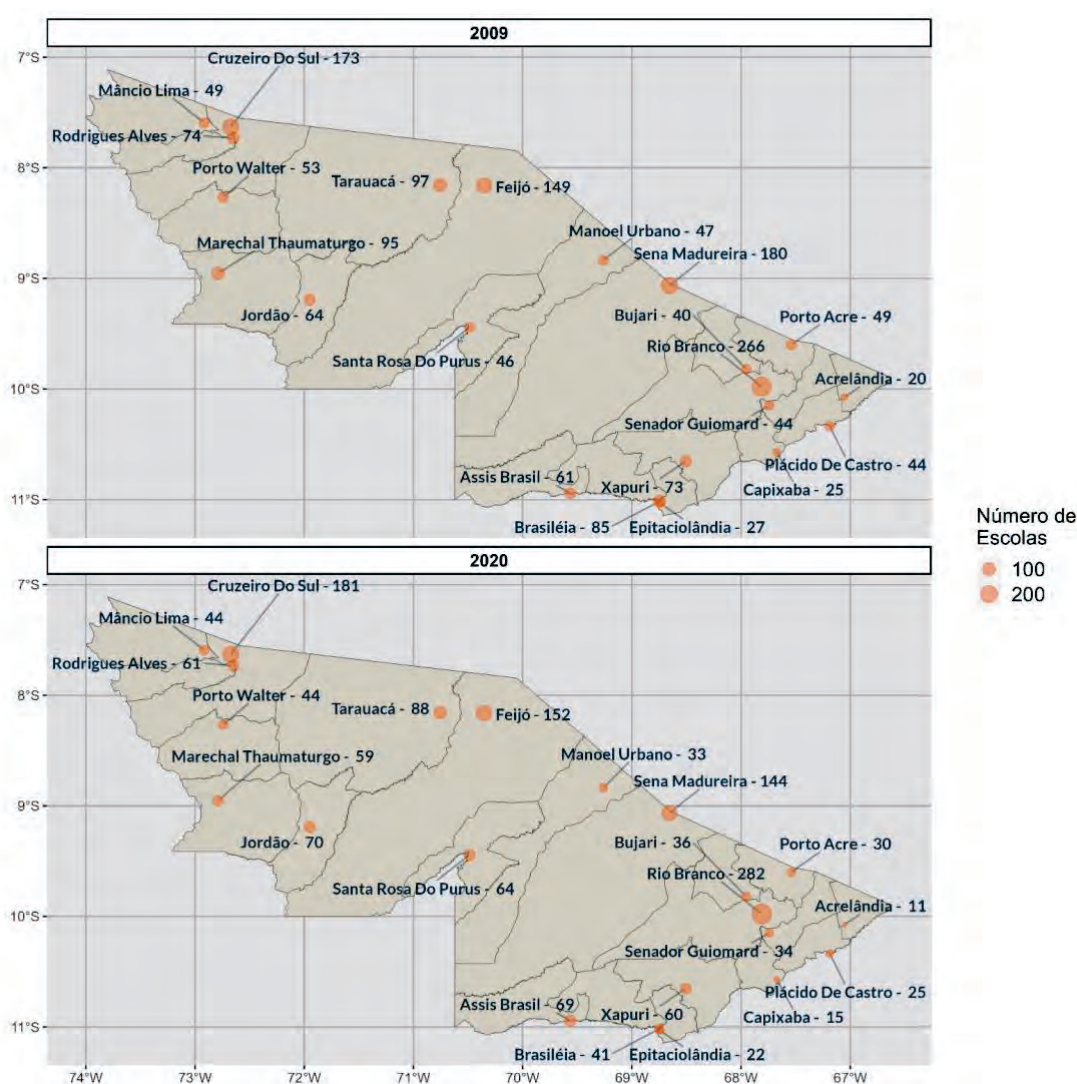 2009
7°S
Cruzeiro Do Sul - 173
Mâncio Lima - 49
Rodrigues Alves - 74
8°S
Porto Walter - 53
Tarauacá - 97
Feijó - 149
Manoel Urbano - 47
Marechal Thaumaturgo - 95
Sena Madureira - 180
9°S
Jordão - 64
Bujari - 40
Porto Acre - 49
Rio Branco - 266
Santa Rosa Do Purus - 46
Acrelândia - 20
10°S
Senador Guiomard - 44
Plácido De Castro - 44
Assis Brasil - 61
Xapuri - 73
Capixaba - 25
11°S
Brasiléia - 85
Epitaciolândia - 27
Número de
Escolas
100
200
2020
7°S
Cruzeiro Do Sul - 181
Mâncio Lima - 44
Rodrigues Alves - 61
8°S
Porto Walter - 44
Tarauacá - 88
Feijó - 152
Manoel Urbano - 33
Marechal Thaumaturgo - 59
Sena Madureira - 144
9°S
Jordão - 70
Bujari - 36
Porto Acre - 30
Rio Branco - 282
Santa Rosa Do Purus - 64
Acrelândia - 11
10°S
Senador Guiomard - 34
Plácido De Castro - 25
Assis Brasil - 69
Xapuri - 60
Capixaba - 15
11°S
Brasiléia - 41
Epitaciolândia - 22
74°W
73°W
72°W
71°W
70°W
69°W
68°W
67°W